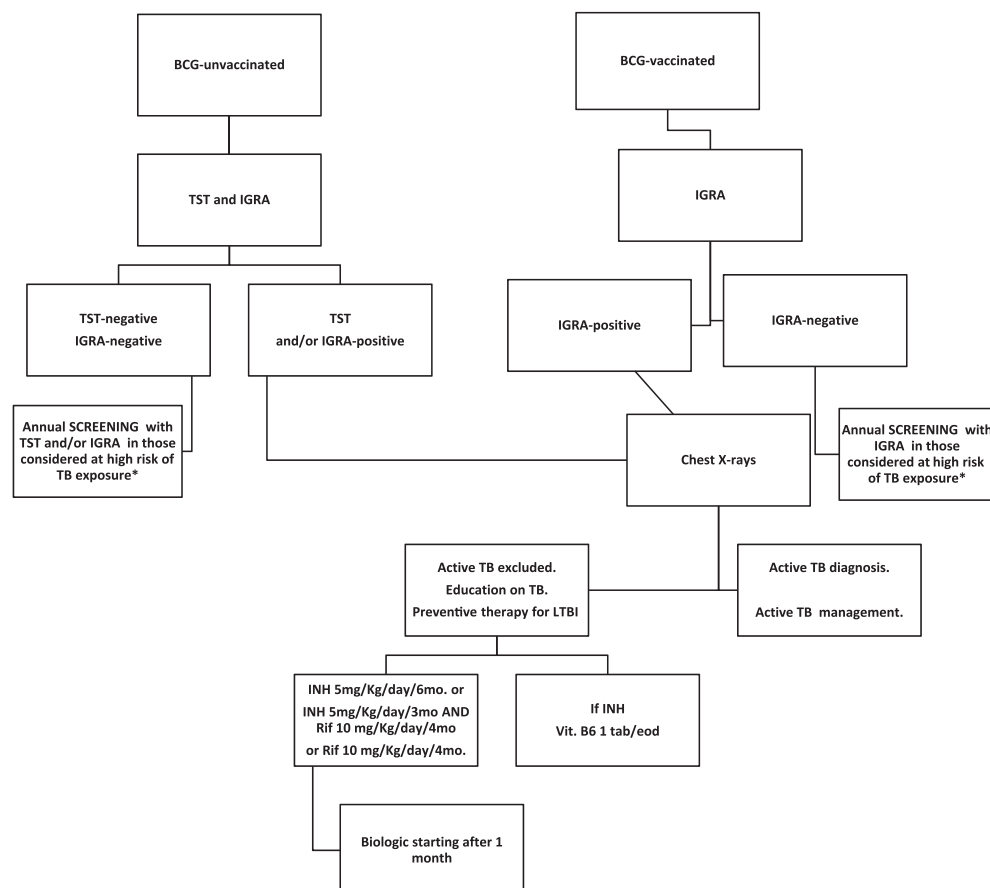 BCG-unvaccinated
BCG-vaccinated
TST and IGRA
IGRA
TST-negative
IGRA-negative
TST
and/or IGRA-positive
IGRA-positive
IGRA-negative
Annual SCREENING with
TST and/or IGRA in those
considered at high risk of
TB exposure*
Chest X-rays
Annual SCREENING with
IGRA in those
considered at high risk
of TB exposure*
Active TB excluded.
Education on TB.
Preventive therapy for LTBI
Active TB diagnosis.
Active TB management.
INH 5mg/Kg/day/6mo. or
INH 5mg/Kg/day/3mo AND
Rif 10 mg/Kg/day/4mo
or Rif 10 mg/Kg/day/4mo.
If INH
Vit. B6 1 tab/eod
Biologic starting after 1
month